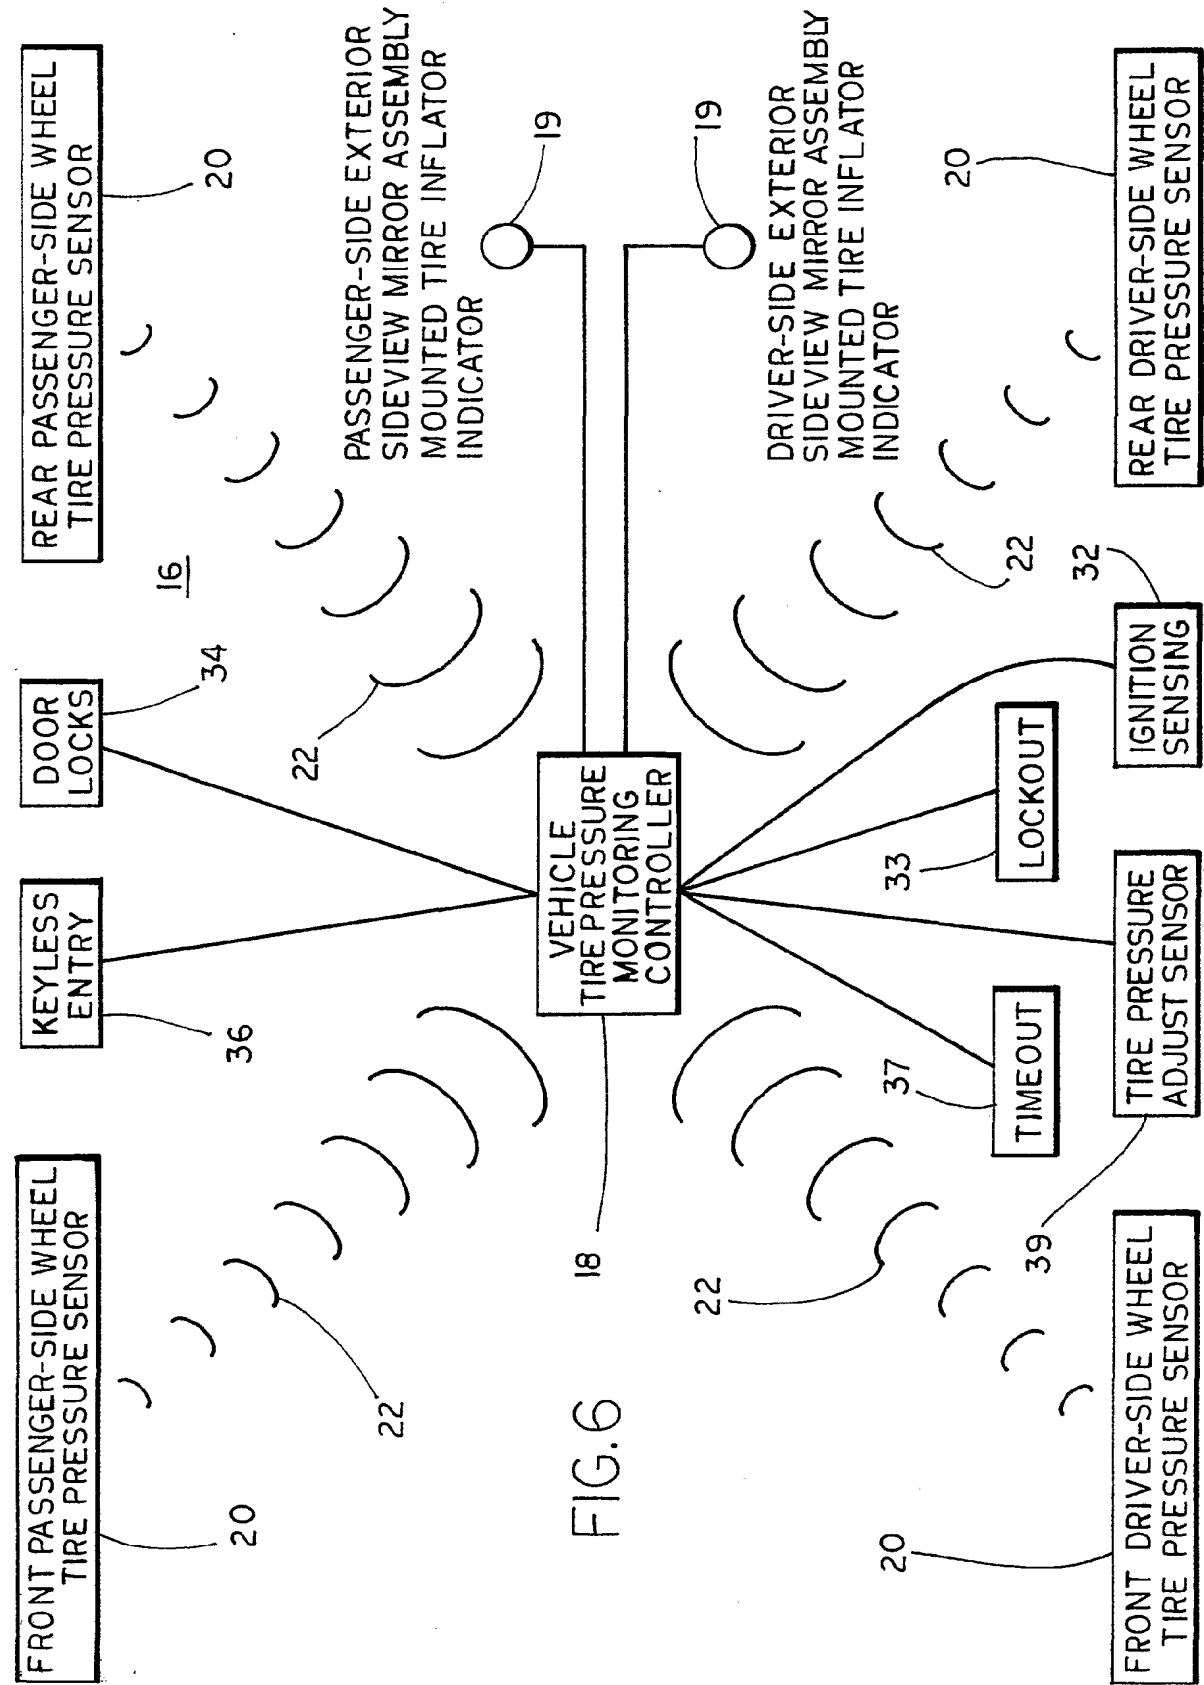 FRONT PASSENGER-SIDE WHEEL
TIRE PRESSURE SENSOR
20
KEYLESS
ENTRY
36
DOOR
LOCKS
34
REAR PASSENGER-SIDE WHEEL
TIRE PRESSURE SENSOR
20
16
22
22
PASSENGER-SIDE EXTERIOR
SIDEVIEW MIRROR ASSEMBLY
MOUNTED TIRE INFLATOR
INDICATOR
19
VEHICLE
TIRE PRESSURE
MONITORING
CONTROLLER
18
FIG. 6
19
DRIVER-SIDE EXTERIOR
SIDEVIEW MIRROR ASSEMBLY
MOUNTED TIRE INFLATOR
INDICATOR
22
22
37
TIMEOUT
33
LOCKOUT
20
FRONT DRIVER-SIDE WHEEL
TIRE PRESSURE SENSOR
39
TIRE PRESSURE
ADJUST SENSOR
32
IGNITION
SENSING
20
REAR DRIVER-SIDE WHEEL
TIRE PRESSURE SENSOR